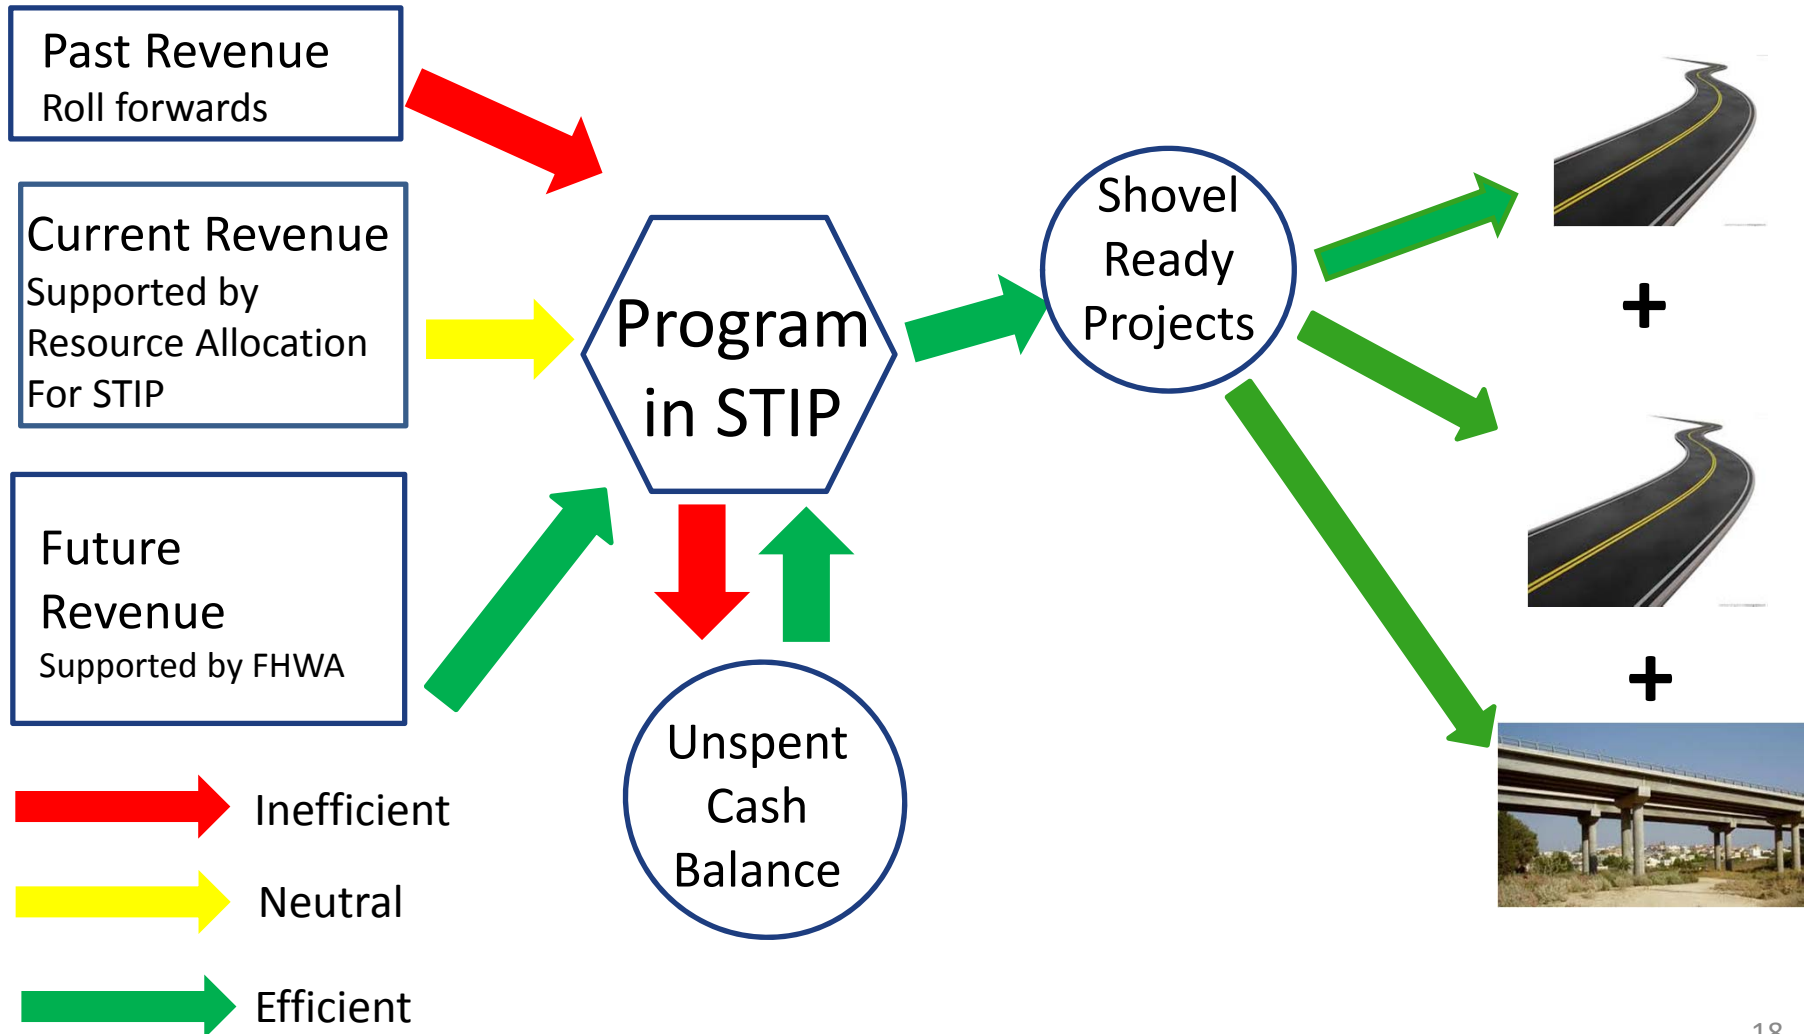 Past Revenue
Roll forwards
Current Revenue
Supported by
Resource Allocation
For STIP
Future
Revenue
Supported by FHWA
Program
in STIP
Shovel
Ready
Projects
+
+
Unspent
Cash
Balance
Inefficient
Neutral
Efficient
18